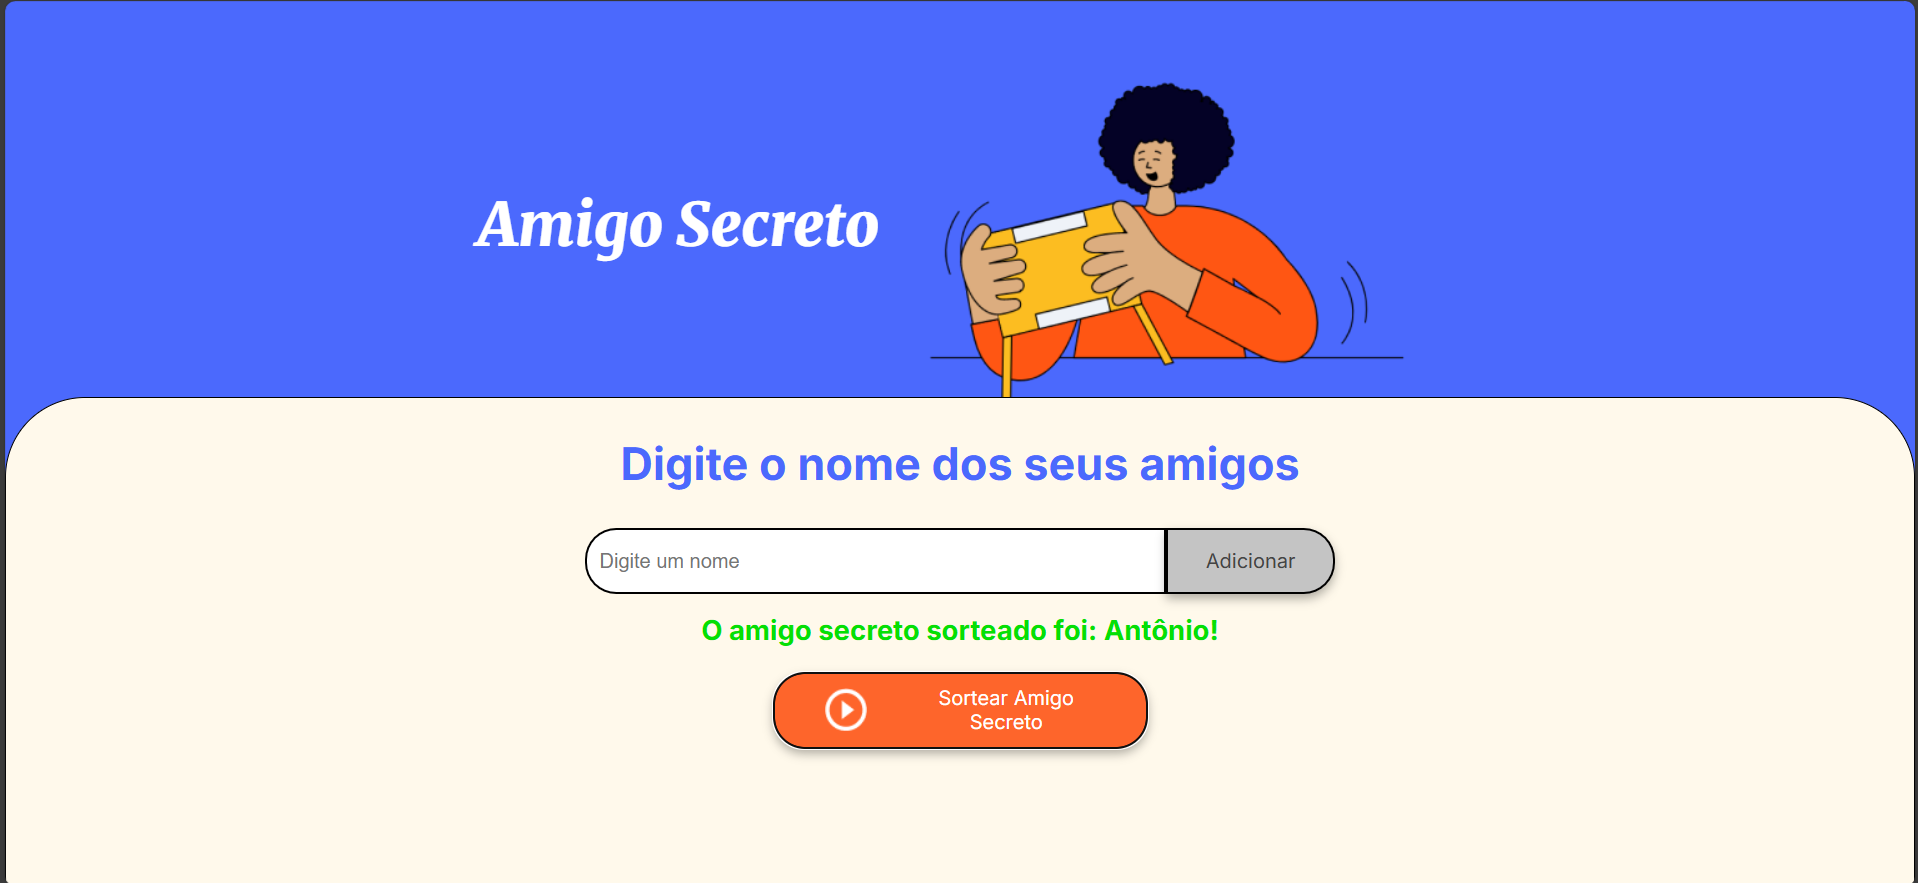 Amigo Secreto
Digite o nome dos seus amigos
Digite um nome
Adicionar
O amigo secreto sorteado foi: Antônio!
Sortear Amigo
Secreto